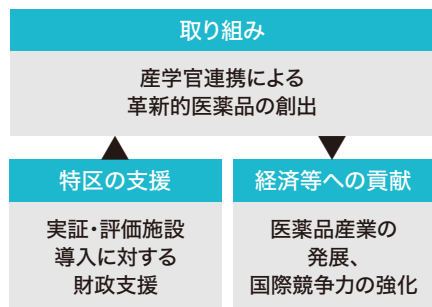 取り組み
産学官連携による
革新的医薬品の創出
特区の支援
実証・評価施設
導入に対する
財政支援
経済等への貢献
医薬品産業の
発展、
国際競争力の強化